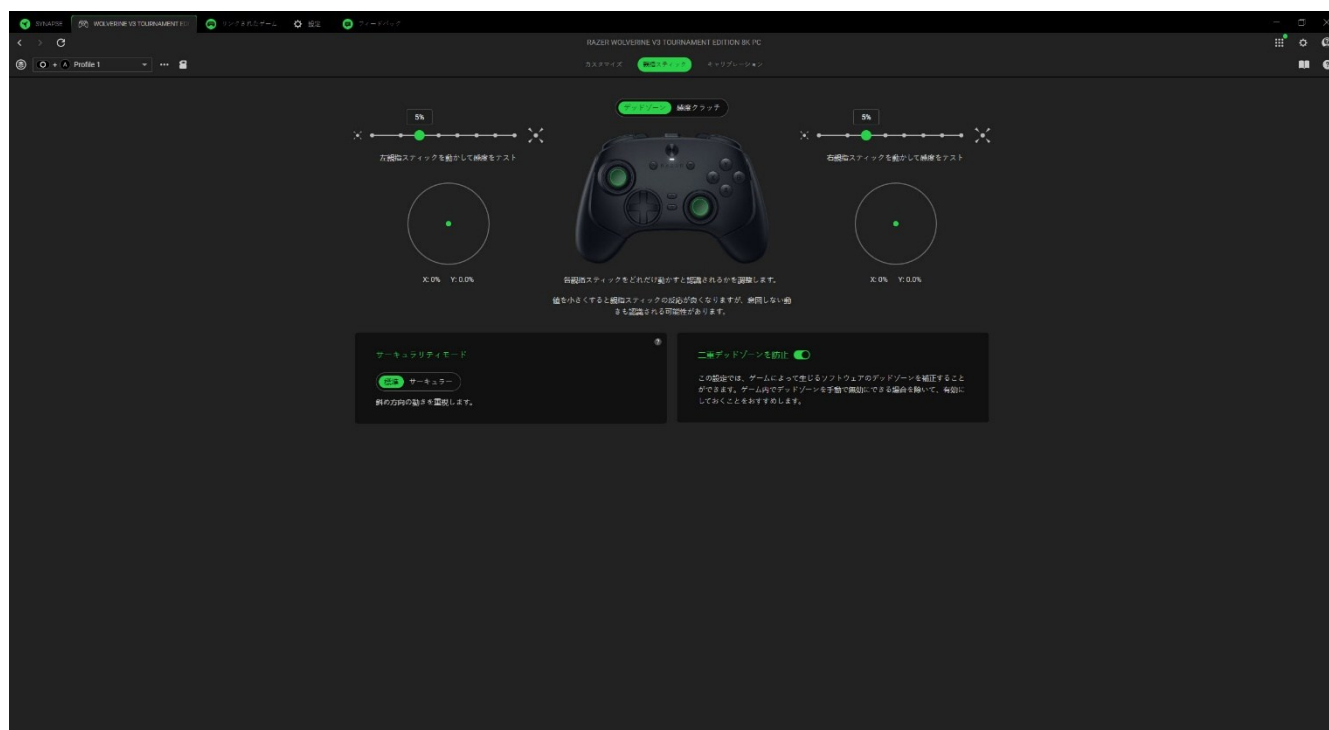 SYNAPSE
WOLVERINE V3 TOURNAMENT EDI
リンクされたゲーム
設定
フィードバック
RAZER WOLVERINE V3 TOURNAMENT EDITION 8K PC
Profile 1
カスタマイズ
親指スティック
キャリブレーション
デッドゾーン
感度クラッチ
5%
左親指スティックを動かして感度をテスト
X: 0% Y: 0.0%
5%
右親指スティックを動かして感度をテスト
X: 0% Y: 0.0%
各親指スティックをどれだけ動かすと認識されるかを調整します。
値を小さくすると親指スティックの反応が良くなりますが、意図しない動
きも認識される可能性があります。
サーキュラリティモード
標準
サーキュラー
斜め方向の動きを重視します。
二重デッドゾーンを防止
この設定では、ゲームによって生じるソフトウェアのデッドゾーンを補正すること
ができます。ゲーム内でデッドゾーンを手動で無効にできる場合を除いて、有効に
しておくことをおすすめします。